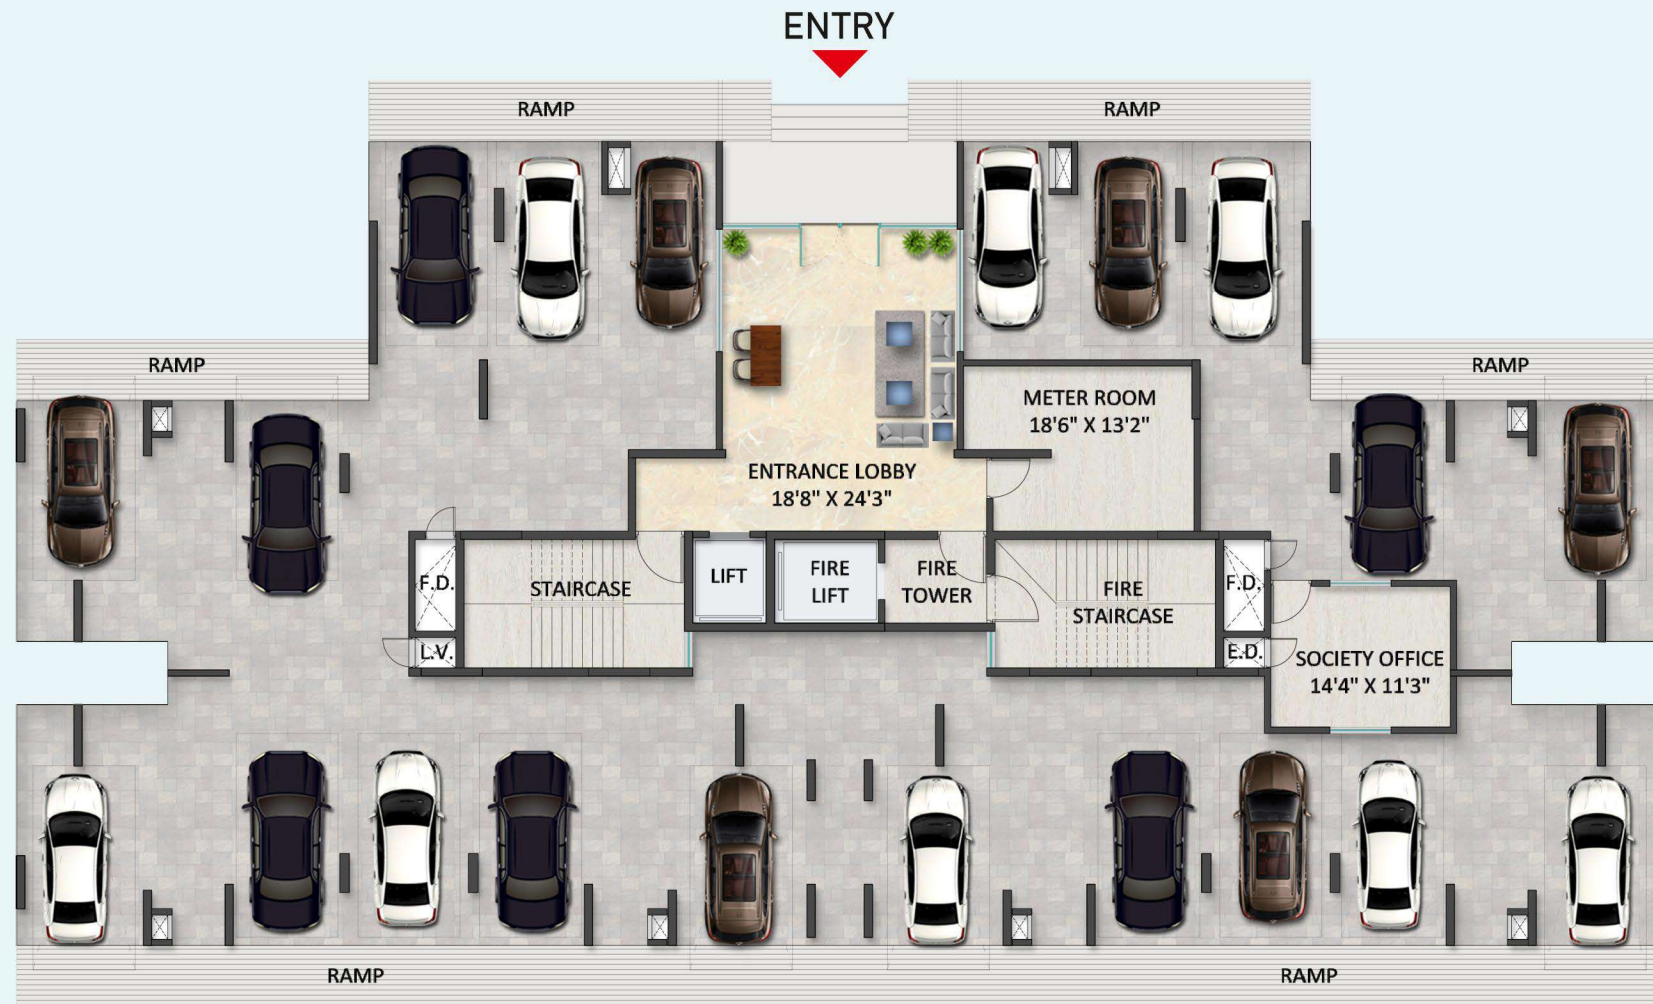 ENTRY
RAMP
RAMP
RAMP
RAMP
METER ROOM
18'6" X 13'2"
ENTRANCE LOBBY
18'8" X 24'3"
F.D.
STAIRCASE
LIFT
FIRE
LIFT
FIRE
TOWER
FIRE
STAIRCASE
F.D.
L.V.
E.D.
SOCIETY OFFICE
14'4" X 11'3"
RAMP
RAMP